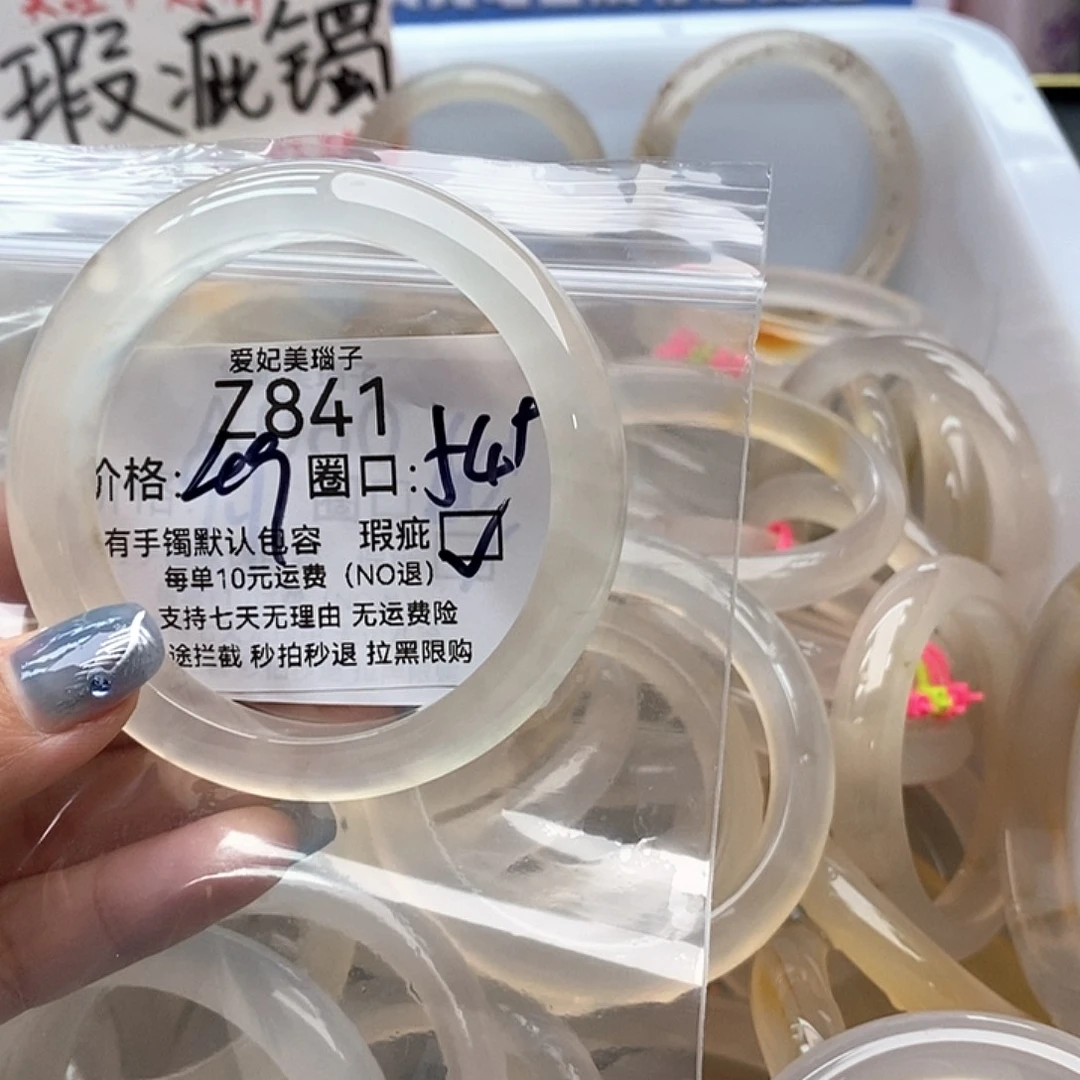 瑕疵镯
爱妃美瑙子
Z841
价格: 圈口:54+
有手镯默认包容 瑕疵
每单10元运费（NO退）
支持七天无理由 无运费险
途拦截 秒拍秒退 拉黑限购